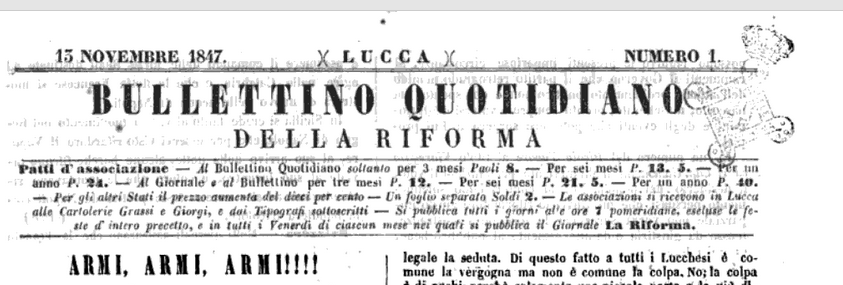 13 NOVEMBRE 1847. )( LUCCA )( NUMERO 1.
BULLETTINO QUOTIDIANO
DELLA RIFORMA
Patti d'associazione — Al Bullettino Quotidiano soltanto per 3 mesi Paoli 8. — Per sei mesi P. 15. 5. — Per un
anno P. 24. — Al Giornale e al Bullettino per tre mesi P. 12. — Per sei mesi P. 21. 5. — Per un anno P. 40.
— Per gli altri Stati il prezzo aumenta del dieci per cento — Un foglio separato Soldi 2. — Le associazioni si ricevono in Lucca
alle Cartolerie Grassi e Giorgi, e dai Tipografi sottoscritti — Si pubblica tutti i giorni alle ore 7 pomeridiane, escluse le fe-
ste d'intero precetto, e in tutti i Venerdì di ciascun mese nei quali si pubblica il Giornale La Riforma.
ARMI, ARMI, ARMI!!!!!
legale la seduta. Di questo fatto a tutti i Lucchesi è co-
mune la vergogna ma non è comune la colpa. No; la colpa